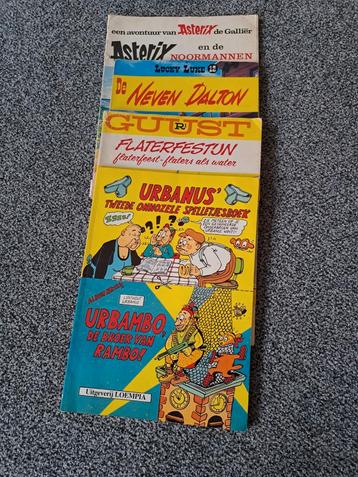 een avontuur van Asterix de Galliër
Asterix en de
NOORMANNEN
LUCKY LUKE
De NEVEN DALTON
GUUST
R
FLATERFESTIJN
flaterfeest - flaters als water
URBANUS'
TWEEDE ONNOZELE SPELLETJESBOEK
URBAMBO,
DE BROER VAN
RAMBO!
Uitgeverij LOEMPIA